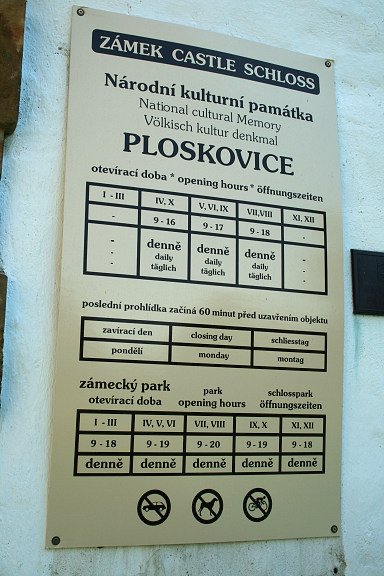 ZÁMEK CASTLE SCHLOSS
Národní kulturní památka
National cultural Memory
Völkisch kultur denkmal
PLOSKOVICE
otevírací doba * opening hours * öffnungszeiten
I - III IV, X V, VI, IX VII,VIII XI, XII
- 9 - 16 9 - 17 9 - 18 -
- denně denně denně -
- daily daily daily -
- täglich täglich täglich -
poslední prohlídka začíná 60 minut před uzavřením objektu
zavírací den closing day schliesstag
pondělí monday montag
zámecký park park schlosspark
otevírací doba opening hours öffnungszeiten
I - III IV, V, VI VII, VIII IX, X XI, XII
9 - 18 9 - 19 9 - 20 9 - 19 9 - 18
denně denně denně denně denně